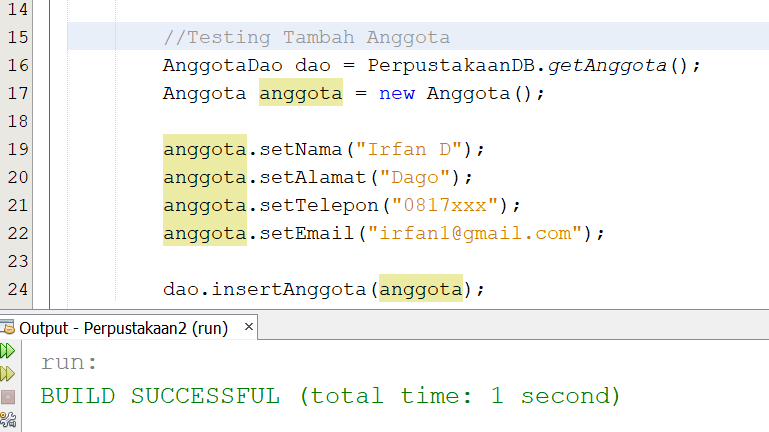 14
15 //Testing Tambah Anggota
16 AnggotaDao dao = PerpustakaanDB.getAnggota();
17 Anggota anggota = new Anggota();
18
19 anggota.setNama("Irfan D");
20 anggota.setAlamat("Dago");
21 anggota.setTelepon("0817xxx");
22 anggota.setEmail("irfan1@gmail.com");
23
24 dao.insertAnggota(anggota);
Output - Perpustakaan2 (run) ×
run:
BUILD SUCCESSFUL (total time: 1 second)